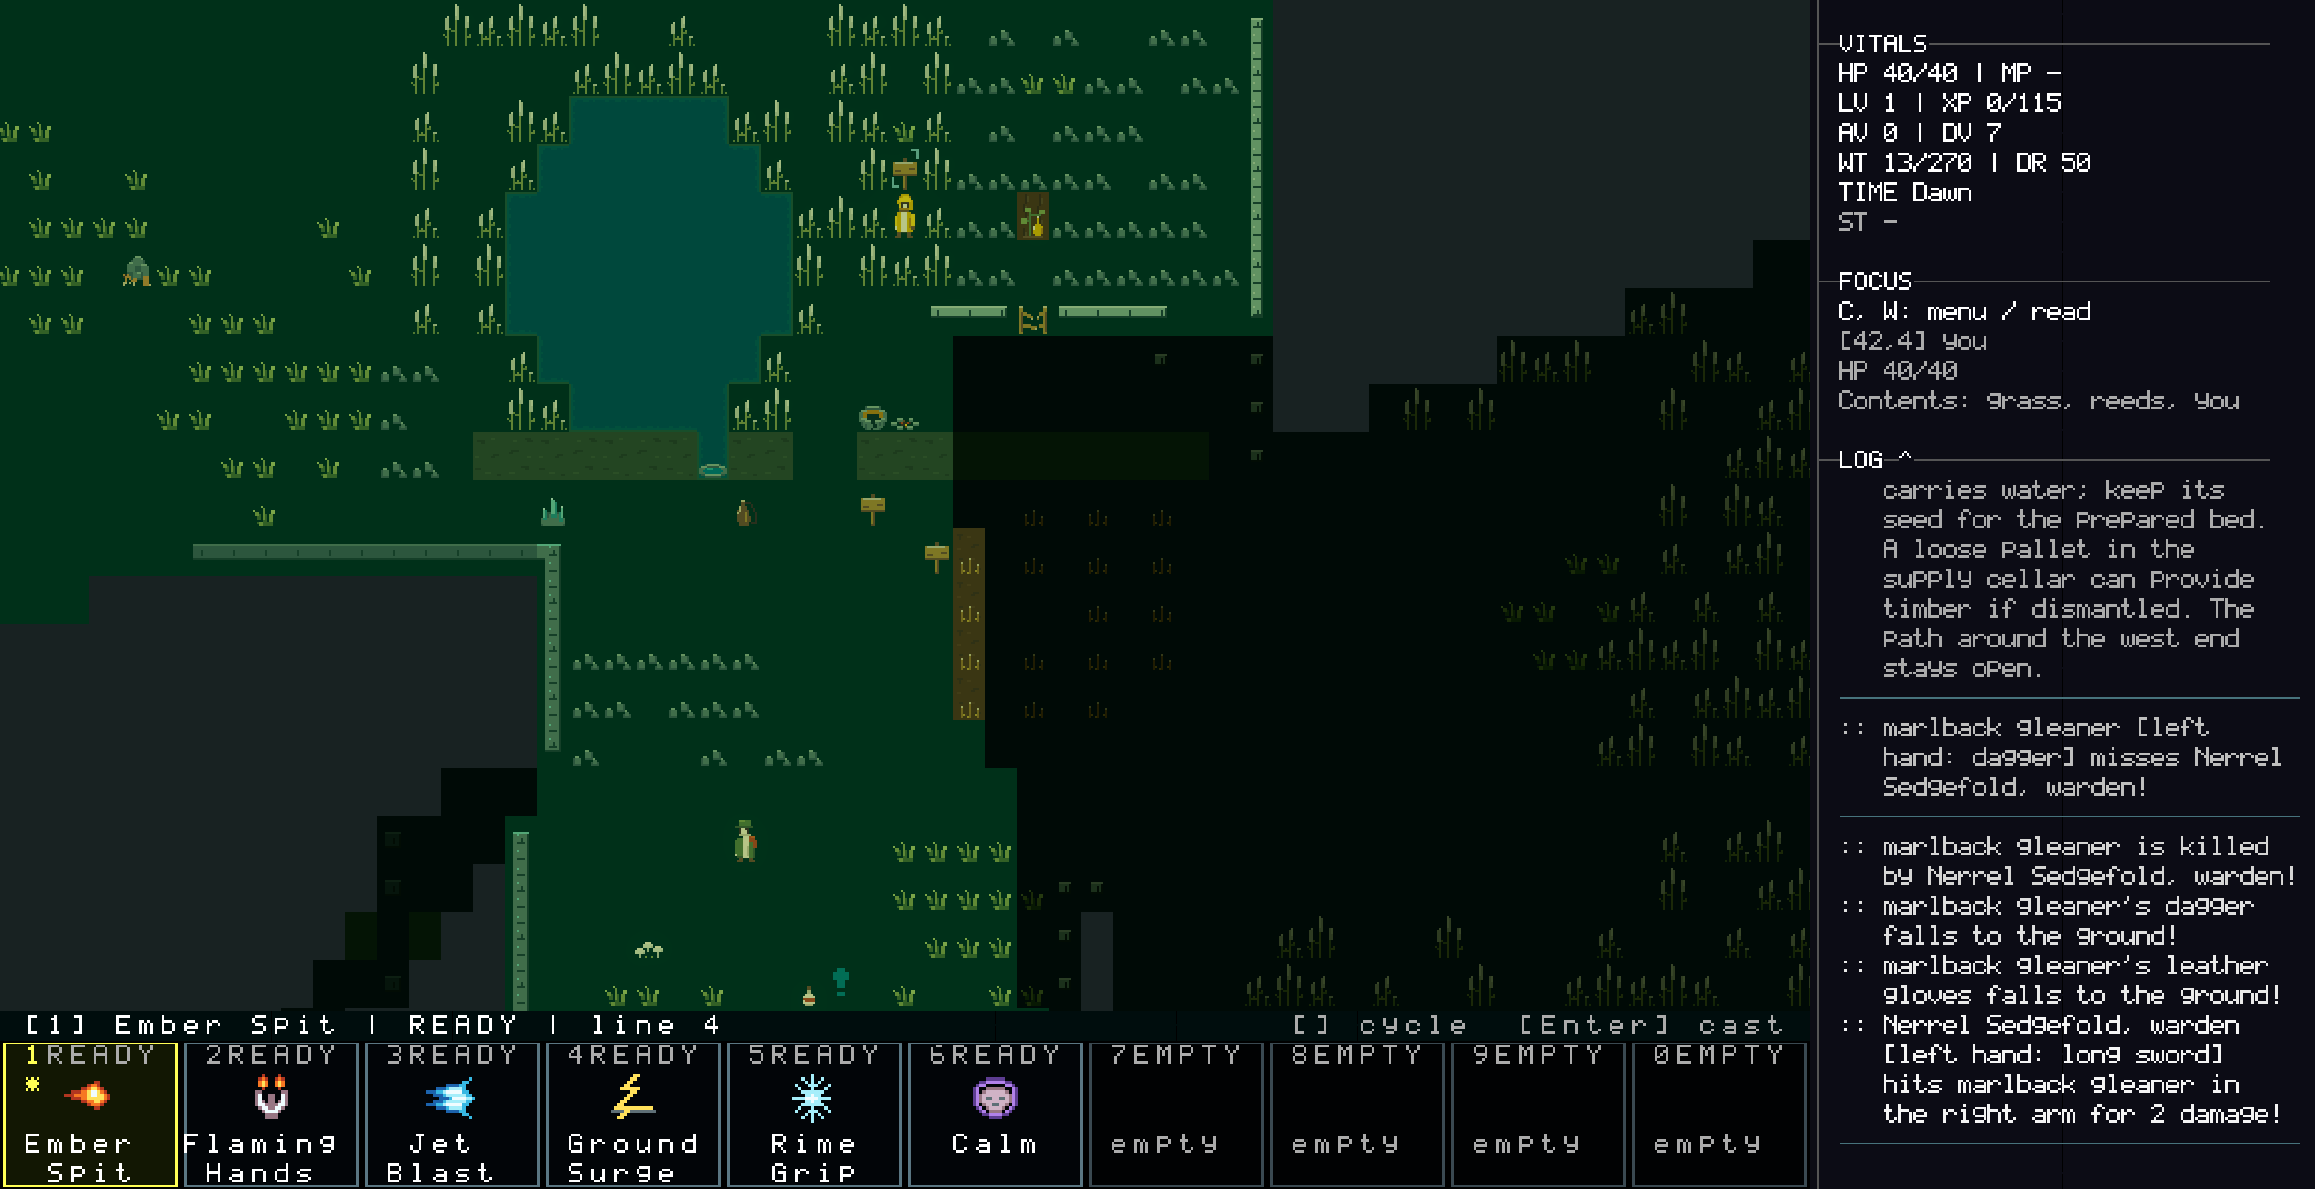 VITALS
HP 40/40 | MP -
LV 1 | XP 0/115
AV 0 | DV 7
WT 13/270 | DR 50
TIME Dawn
ST -
FOCUS
C, W: menu / read
[42,4] you
HP 40/40
Contents: grass, reeds, you
LOG ^
carries water; keep its
seed for the prepared bed.
A loose pallet in the
supply cellar can provide
timber if dismantled. The
path around the west end
stays open.
:: marlback gleaner [left
hand: dagger] misses Nerrel
Sedgefold, warden!
:: marlback gleaner is killed
by Nerrel Sedgefold, warden!
:: marlback gleaner's dagger
falls to the ground!
:: marlback gleaner's leather
gloves falls to the ground!
:: Nerrel Sedgefold, warden
[left hand: long sword]
hits marlback gleaner in
the right arm for 2 damage!
[1] Ember Spit | READY | line 4
[] cycle [Enter] cast
1READY
Ember
Spit
2READY
Flaming
Hands
3READY
Jet
Blast
4READY
Ground
Surge
5READY
Rime
Grip
6READY
Calm
7EMPTY
empty
8EMPTY
empty
9EMPTY
empty
0EMPTY
empty